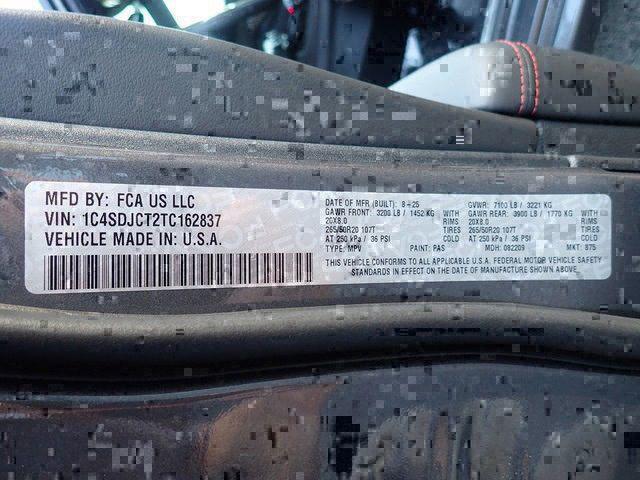 MFD BY: FCA US LLC
VIN: 1C4SDJCT2TC162837
VEHICLE MADE IN: U.S.A.
DATE OF MFR (BUILT): 8-25 GVWR: 7100 LB / 3221 KG
GAWR FRONT: 3200 LB / 1452 KG WITH GAWR REAR: 3900 LB / 1770 KG WITH
20X8.0 RIMS 20X8.0 RIMS
265/50R20 107T TIRES 265/50R20 107T TIRES
AT 250 kPa / 36 PSI COLD AT 250 kPa / 36 PSI COLD
TYPE: MPV PAINT: PAS MDH: 082209 MKT: 875
THIS VEHICLE CONFORMS TO ALL APPLICABLE U.S.A. FEDERAL MOTOR VEHICLE SAFETY
STANDARDS IN EFFECT ON THE DATE OF MANUFACTURE SHOWN ABOVE.